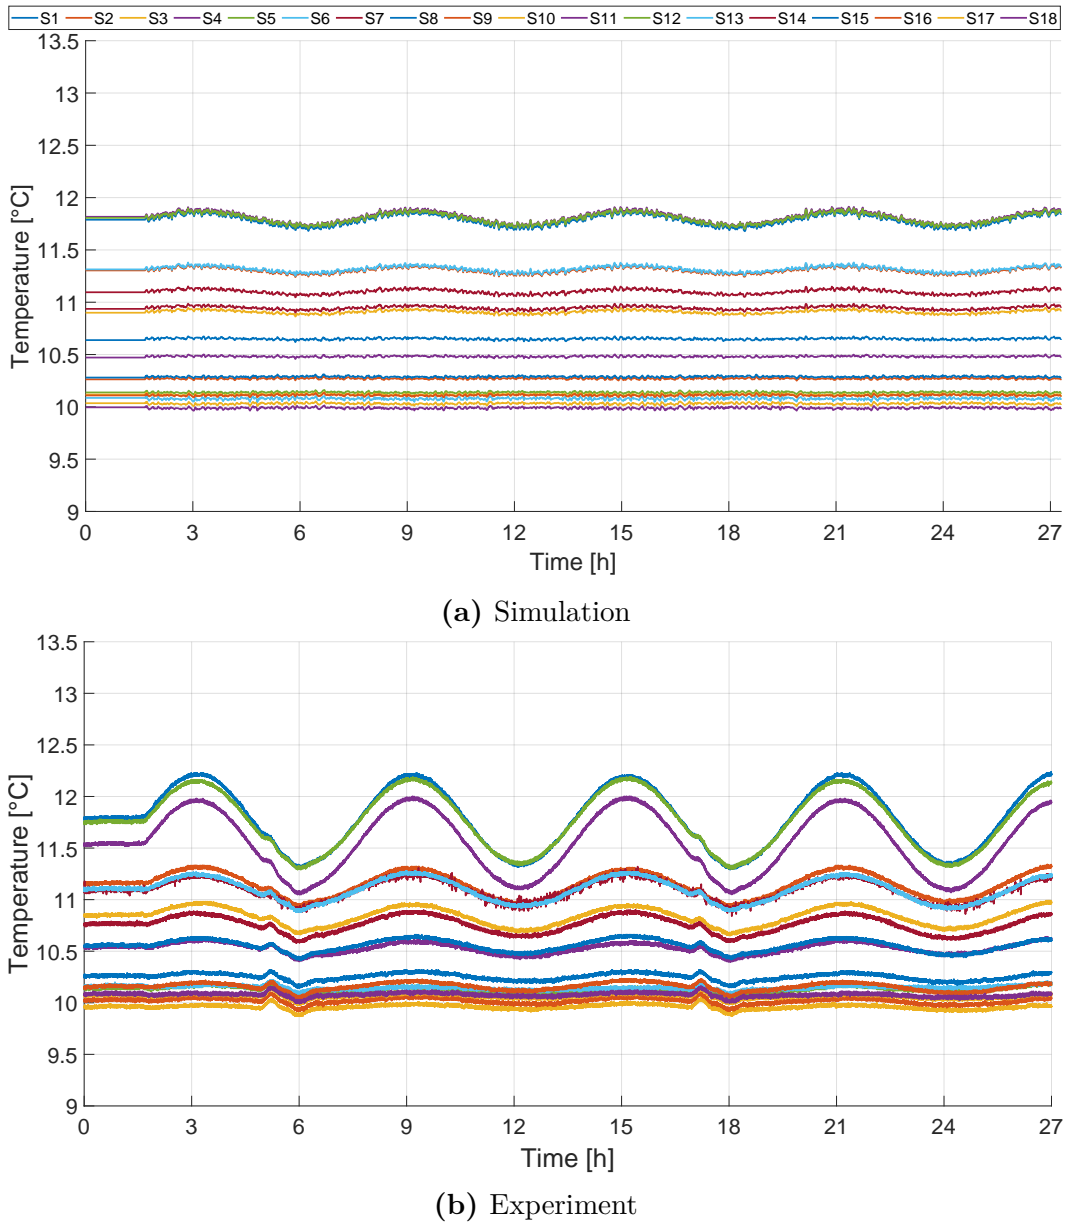 S1 S2 S3 S4 S5 S6 S7 S8 S9 S10 S11 S12 S13 S14 S15 S16 S17 S18
13.5
13
12.5
12
11.5
11
10.5
10
9.5
9
Temperature [°C]
0 3 6 9 12 15 18 21 24 27
Time [h]
(a) Simulation
13.5
13
12.5
12
11.5
11
10.5
10
9.5
9
Temperature [°C]
0 3 6 9 12 15 18 21 24 27
Time [h]
(b) Experiment